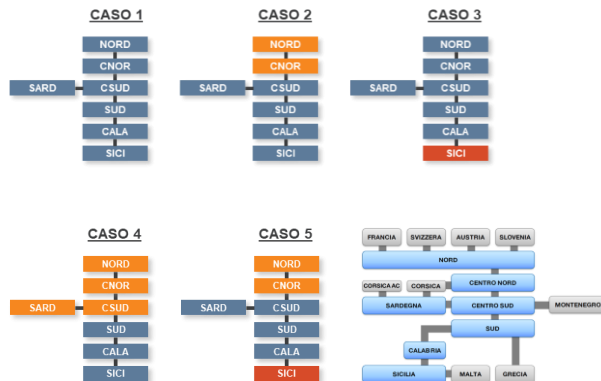 CASO 1
NORD
CNOR
SARD CSUD
SUD
CALA
SICI
CASO 2
NORD
CNOR
SARD CSUD
SUD
CALA
SICI
CASO 3
NORD
CNOR
SARD CSUD
SUD
CALA
SICI
CASO 4
NORD
CNOR
SARD CSUD
SUD
CALA
SICI
CASO 5
NORD
CNOR
SARD CSUD
SUD
CALA
SICI
FRANCIA SVIZZERA AUSTRIA SLOVENIA
NORD
CORSICA AC CORSICA CENTRO NORD
SARDEGNA CENTRO SUD MONTENEGRO
SUD
CALABRIA
SICILIA MALTA GRECIA